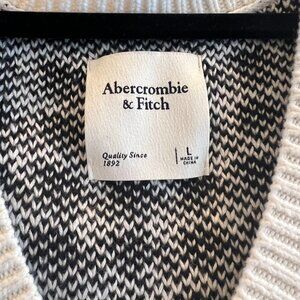 Abercrombie
& Fitch
Quality Since
1892
L
MADE IN
CHINA